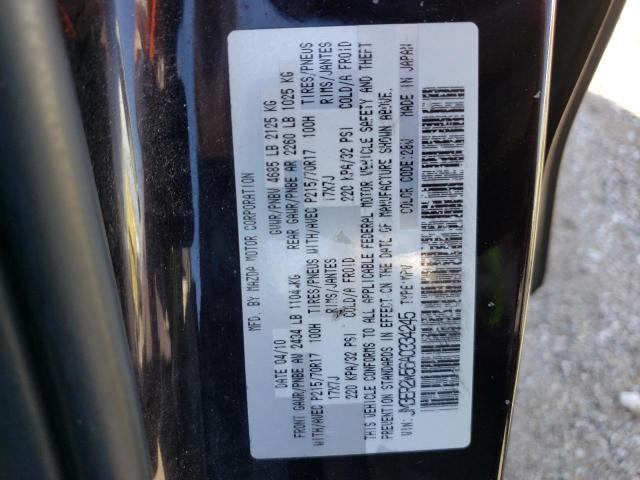 MFD. BY MAZDA MOTOR CORPORATION
DATE 04/10 GVWR/PNBV 4685 LB 2125 KG
FRONT GAWR/PNBE AV 2434 LB 1104 KG REAR GAWR/PNBE AR 2260 LB 1025 KG
WITH/AVEC P215/70R17 100H TIRES/PNEUS WITH/AVEC P215/70R17 100H TIRES/PNEUS
17X7J RIMS/JANTES 17X7J RIMS/JANTES
220 KPA/32 PSI COLD/A FROID 220 KPA/32 PSI COLD/A FROID
THIS VEHICLE CONFORMS TO ALL APPLICABLE FEDERAL MOTOR VEHICLE SAFETY AND THEFT
PREVENTION STANDARDS IN EFFECT ON THE DATE OF MANUFACTURE SHOWN ABOVE.
VIN: JM3ER2W56A0334245 TYPE: MPV COLOR CODE: MADE IN JAPAN